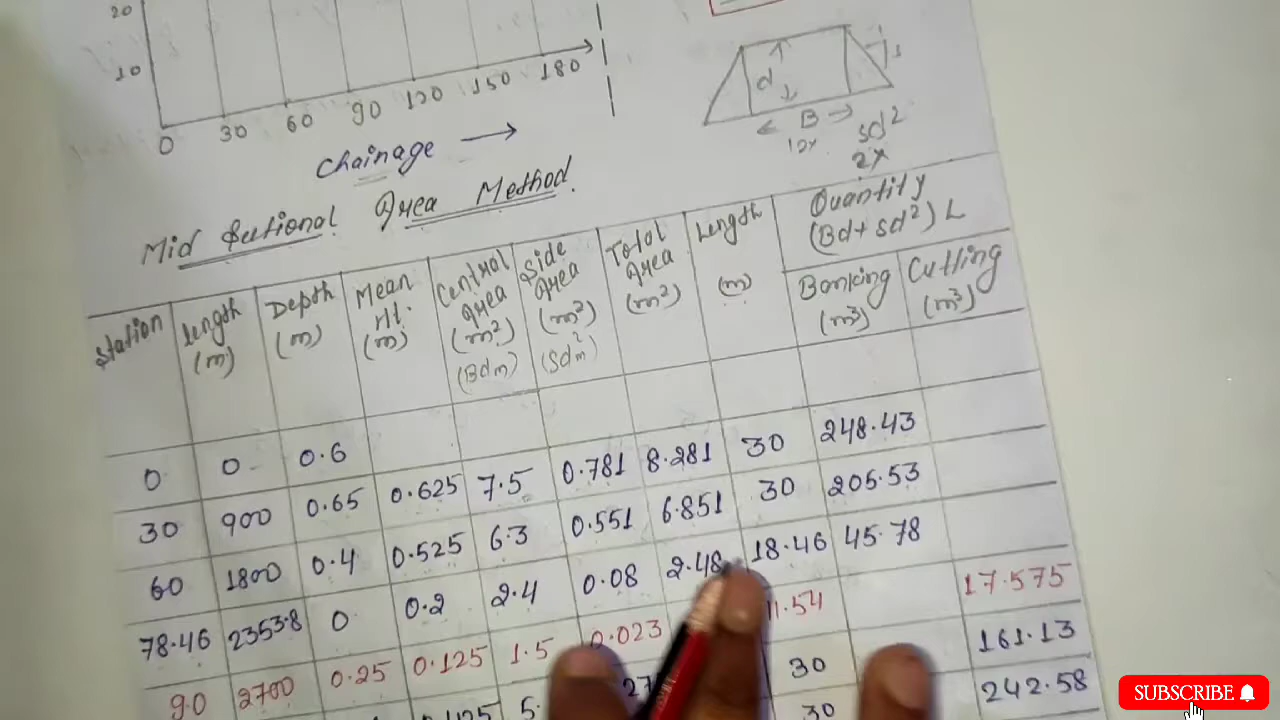 20
10
0 30 60 90 120 150 180
Chainage
d
B
12x
sd²
2x
Mid Sectional Area Method.
Station Length (m) Depth (m) Mean Ht. (m) Central Area (m²) (Bdm) Side Area (m²) (Sd²m) Total Area (m²) Length (m) Quantity (Bd+Sd²) L
Banking (m³) Cutting (m³)
0 0 0.6
30 900 0.65 0.625 7.5 0.781 8.281 30 248.43
60 1800 0.4 0.525 6.3 0.551 6.851 30 205.53
78.46 2353.8 0 0.2 2.4 0.08 2.48 18.46 45.78
90 2700 0.25 0.125 1.5 0.023 11.54 17.575
30 161.13
30 242.58
SUBSCRIBE